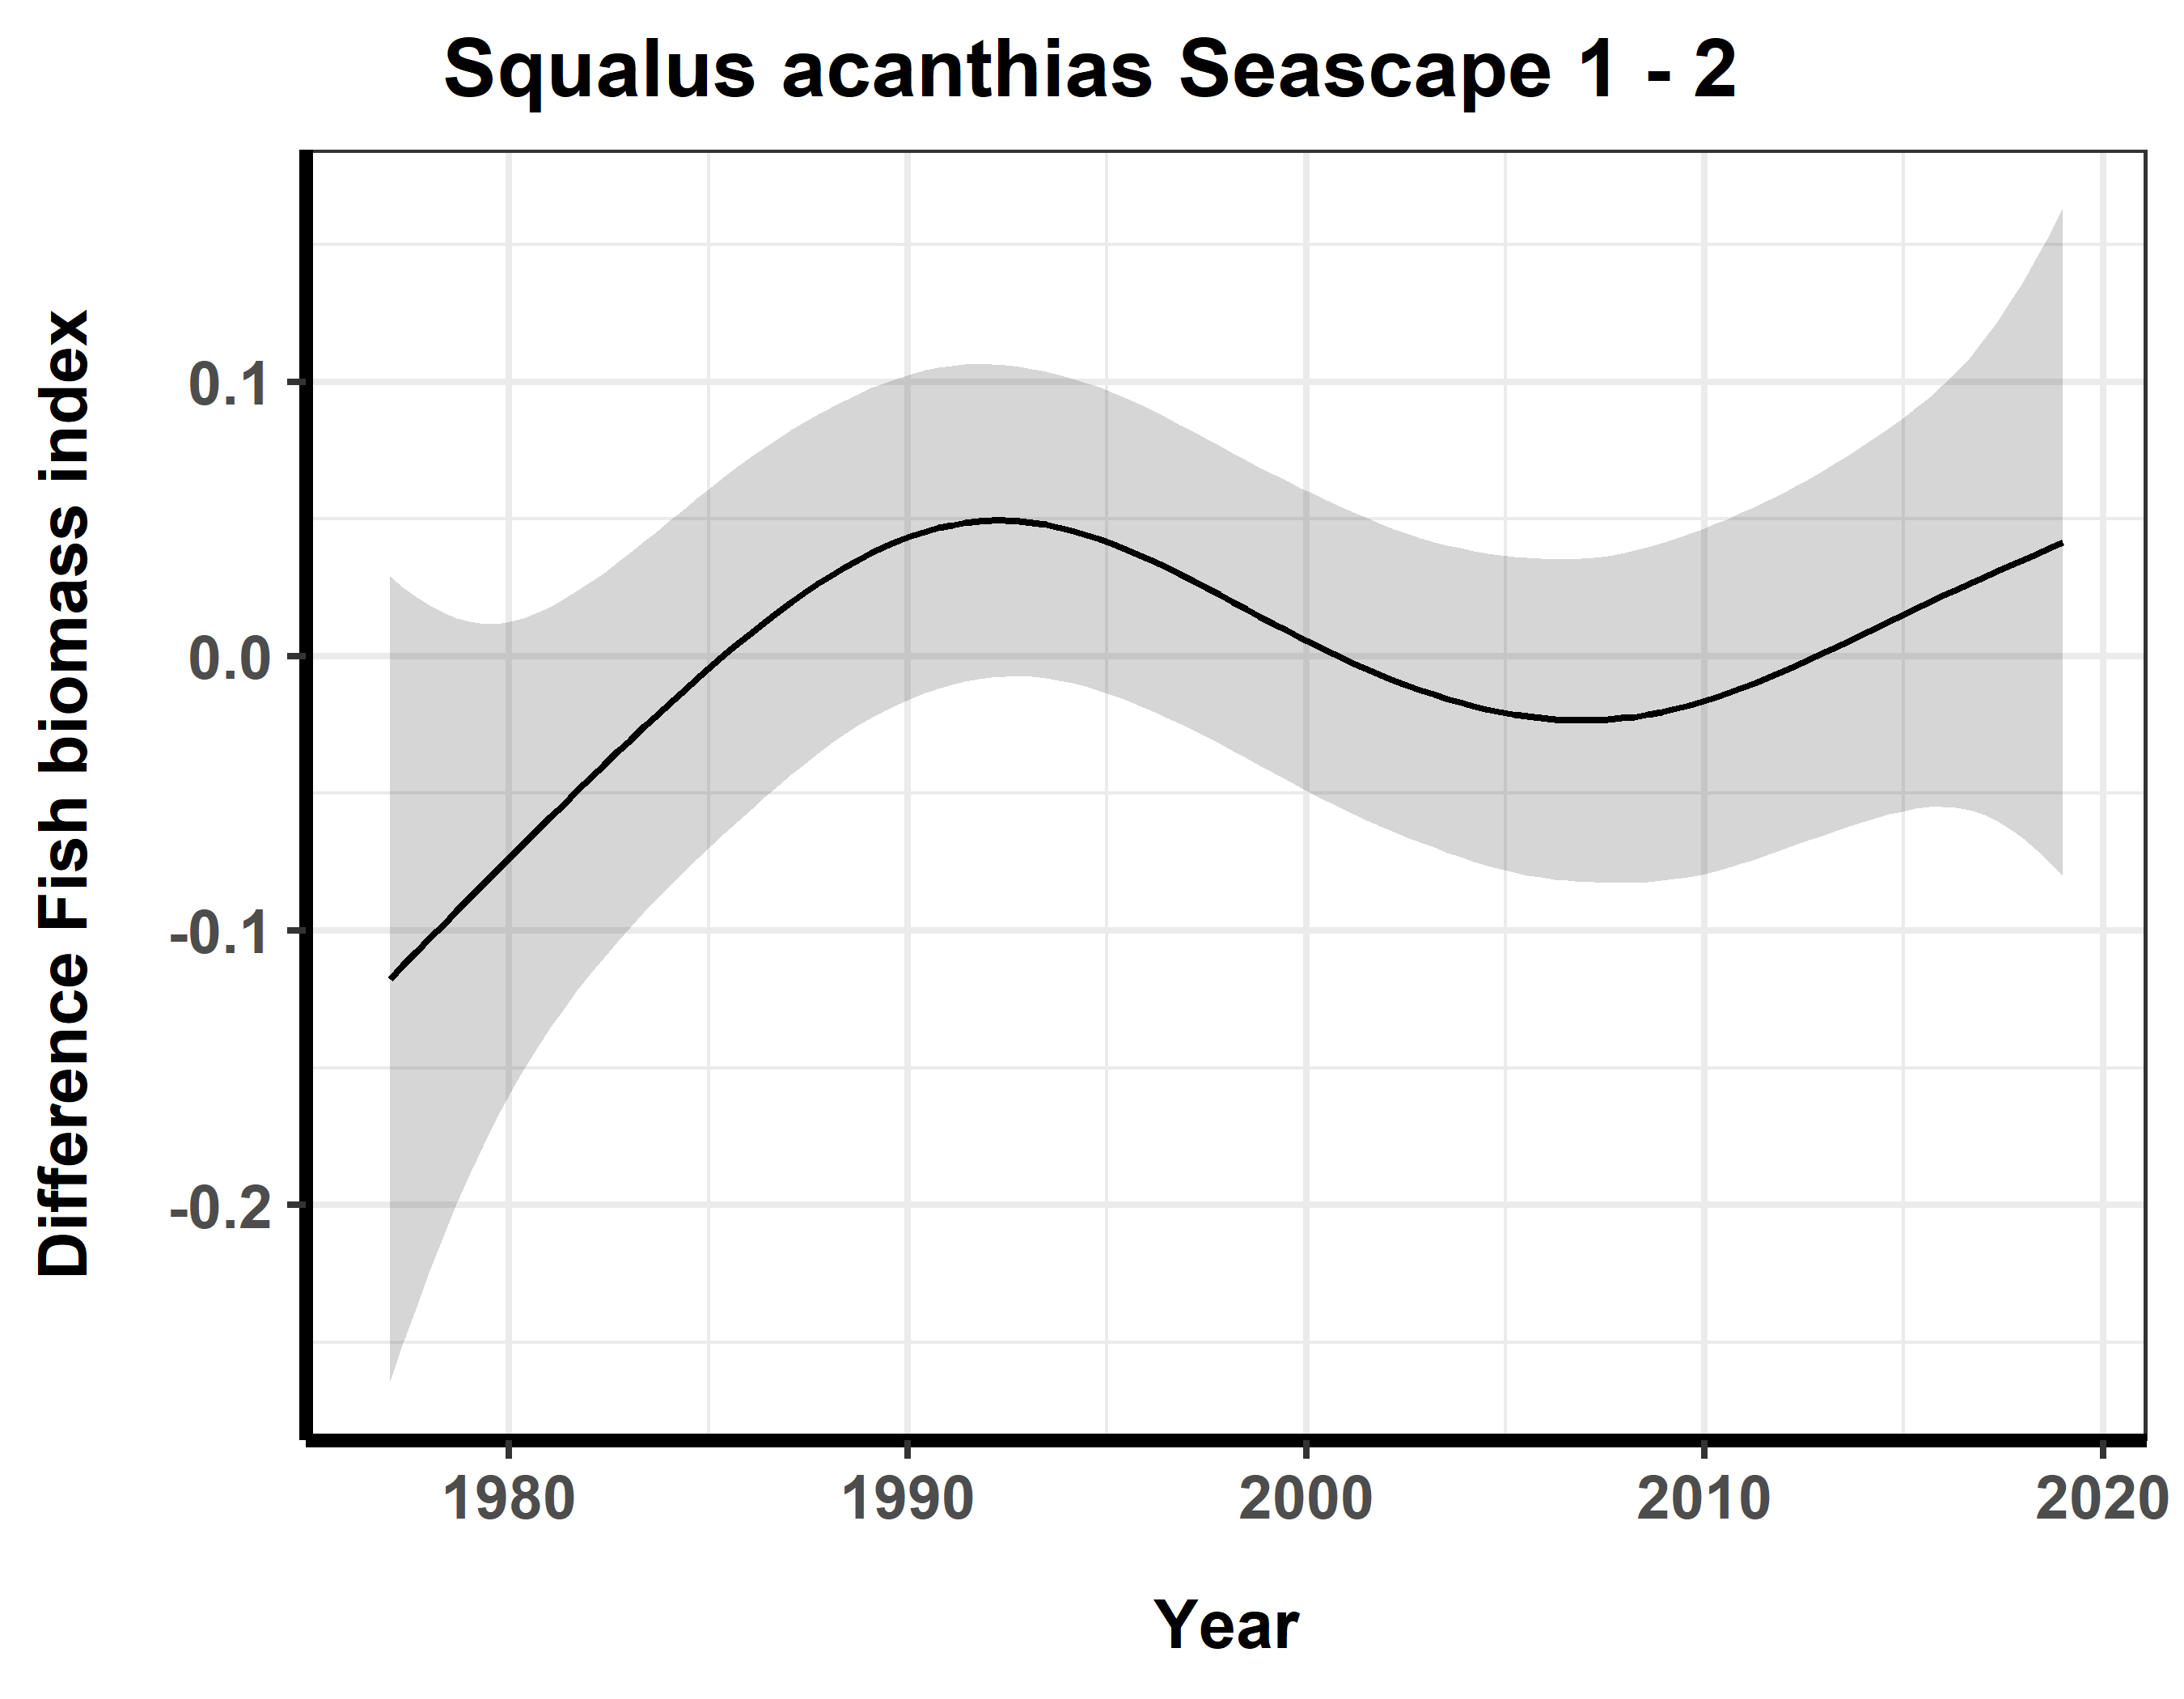 Squalus acanthias Seascape 1 - 2
Difference Fish biomass index
0.1
0.0
-0.1
-0.2
1980 1990 2000 2010 2020
Year